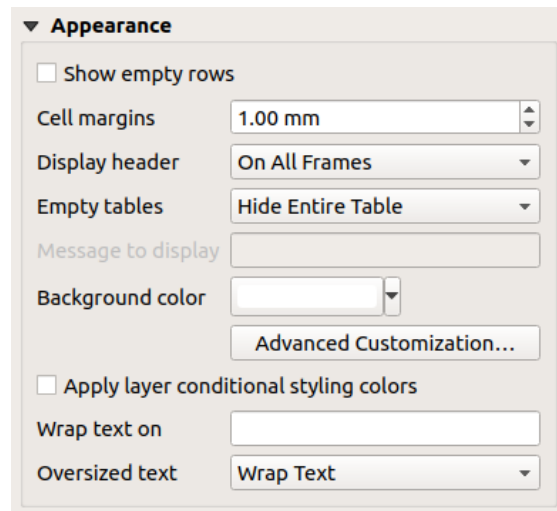 Appearance
Show empty rows
Cell margins 1.00 mm
Display header On All Frames
Empty tables Hide Entire Table
Message to display
Background color
Advanced Customization...
Apply layer conditional styling colors
Wrap text on
Oversized text Wrap Text